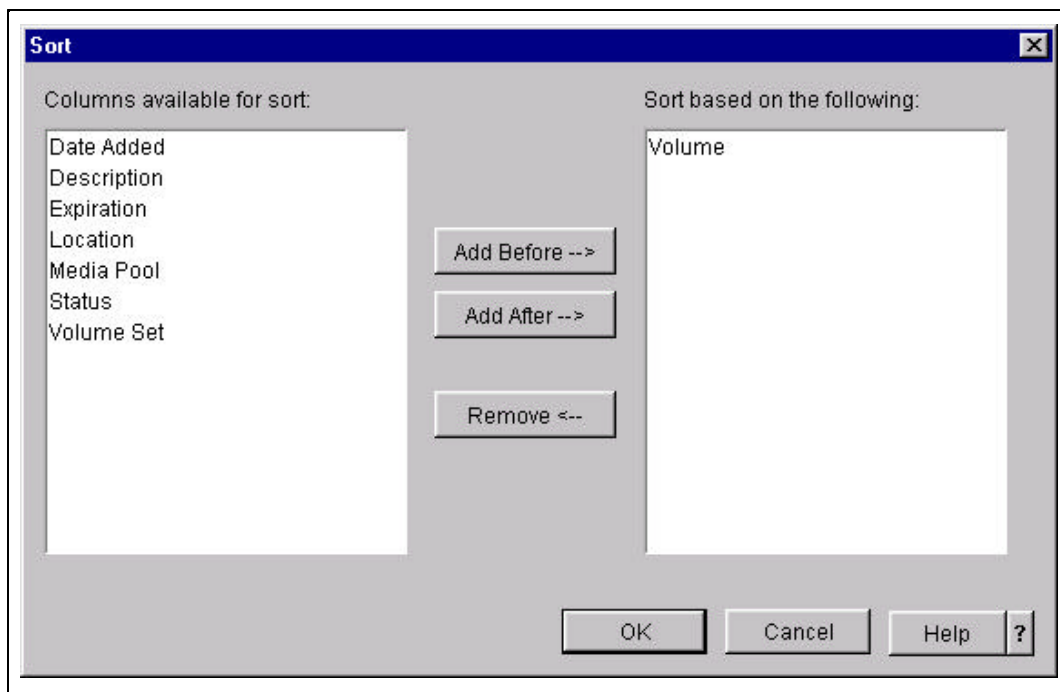 Sort
Columns available for sort:
Date Added
Description
Expiration
Location
Media Pool
Status
Volume Set
Add Before -->
Add After -->
Remove <--
Sort based on the following:
Volume
OK
Cancel
Help
?